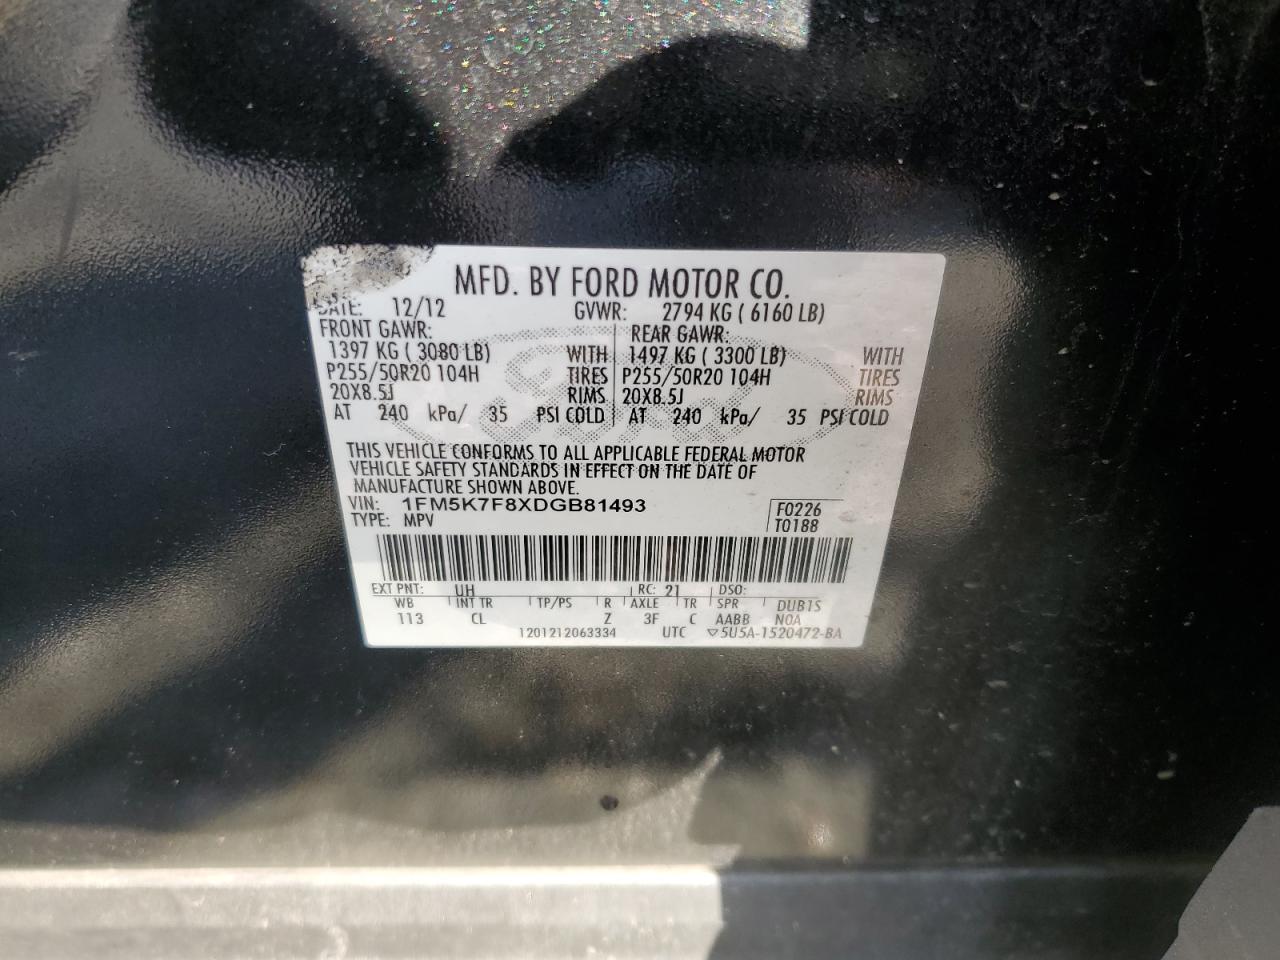 MFD. BY FORD MOTOR CO.
DATE: 12/12 GVWR: 2794 KG ( 6160 LB)
FRONT GAWR: REAR GAWR:
1397 KG ( 3080 LB) WITH 1497 KG ( 3300 LB) WITH
P255/50R20 104H TIRES P255/50R20 104H TIRES
20X8.5J RIMS 20X8.5J RIMS
AT 240 kPa/ 35 PSI COLD AT 240 kPa/ 35 PSI COLD
THIS VEHICLE CONFORMS TO ALL APPLICABLE FEDERAL MOTOR
VEHICLE SAFETY STANDARDS IN EFFECT ON THE DATE OF
MANUFACTURE SHOWN ABOVE.
VIN: 1FM5K7F8XDGB81493 F0226
TYPE: MPV T0188
EXT PNT: UH RC: 21 DSO:
WB INT TR TP/PS R AXLE TR SPR DUB1S
113 CL Z 3F C AABB NOA
1201212063334 UTC ▽5U5A-1520472-BA